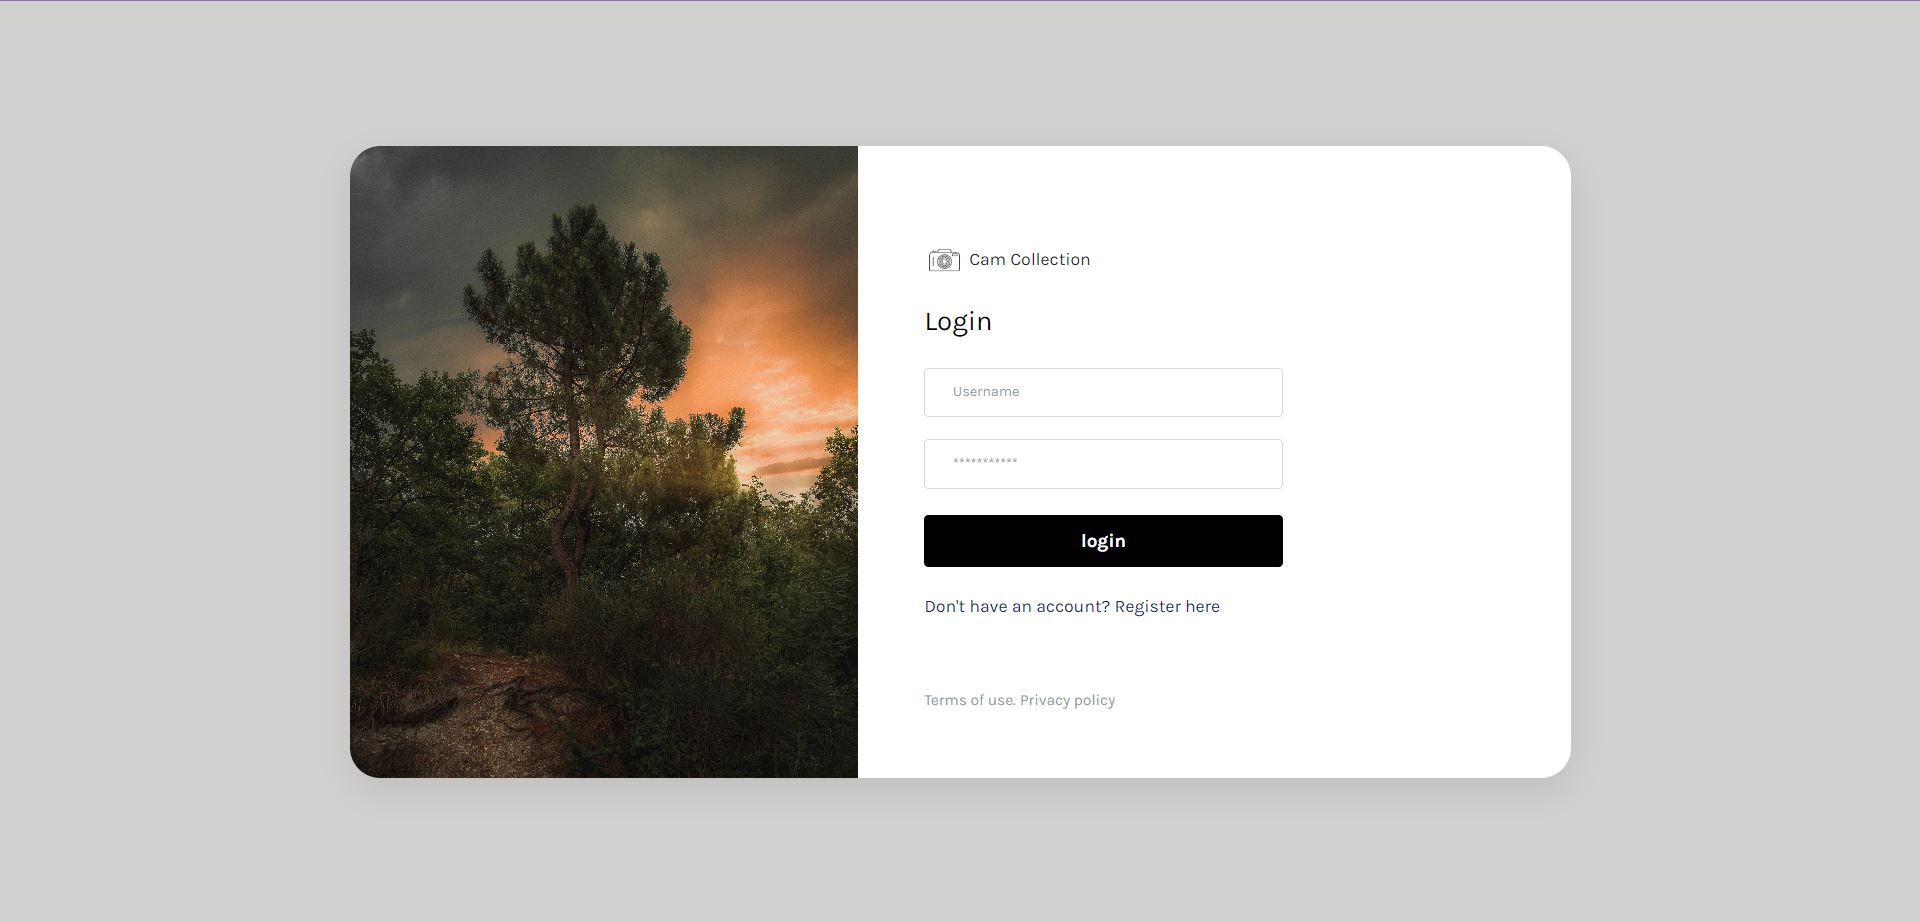 Cam Collection
Login
Username
***********
login
Don't have an account? Register here
Terms of use. Privacy policy